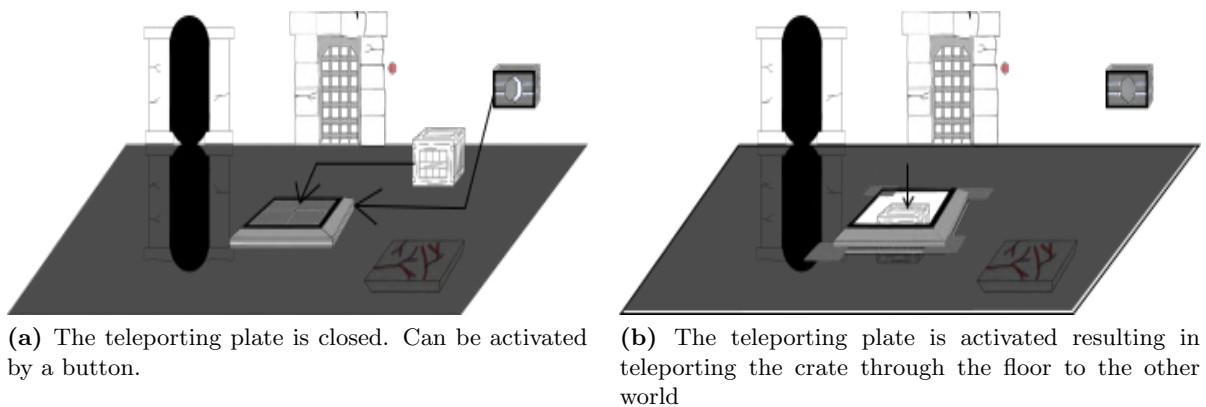 (a) The teleporting plate is closed. Can be activated
by a button.
(b) The teleporting plate is activated resulting in
teleporting the crate through the floor to the other
world